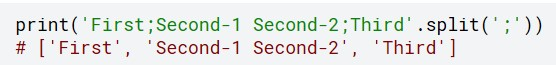 print('First;Second-1 Second-2;Third'.split(';'))
# ['First', 'Second-1 Second-2', 'Third']